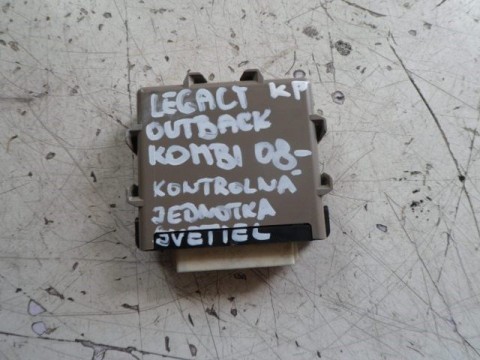 LEGACY KP
OUTBACK
KOMBI 08-
KONTROLNÁ
JEDNOTKA
SVETIEL